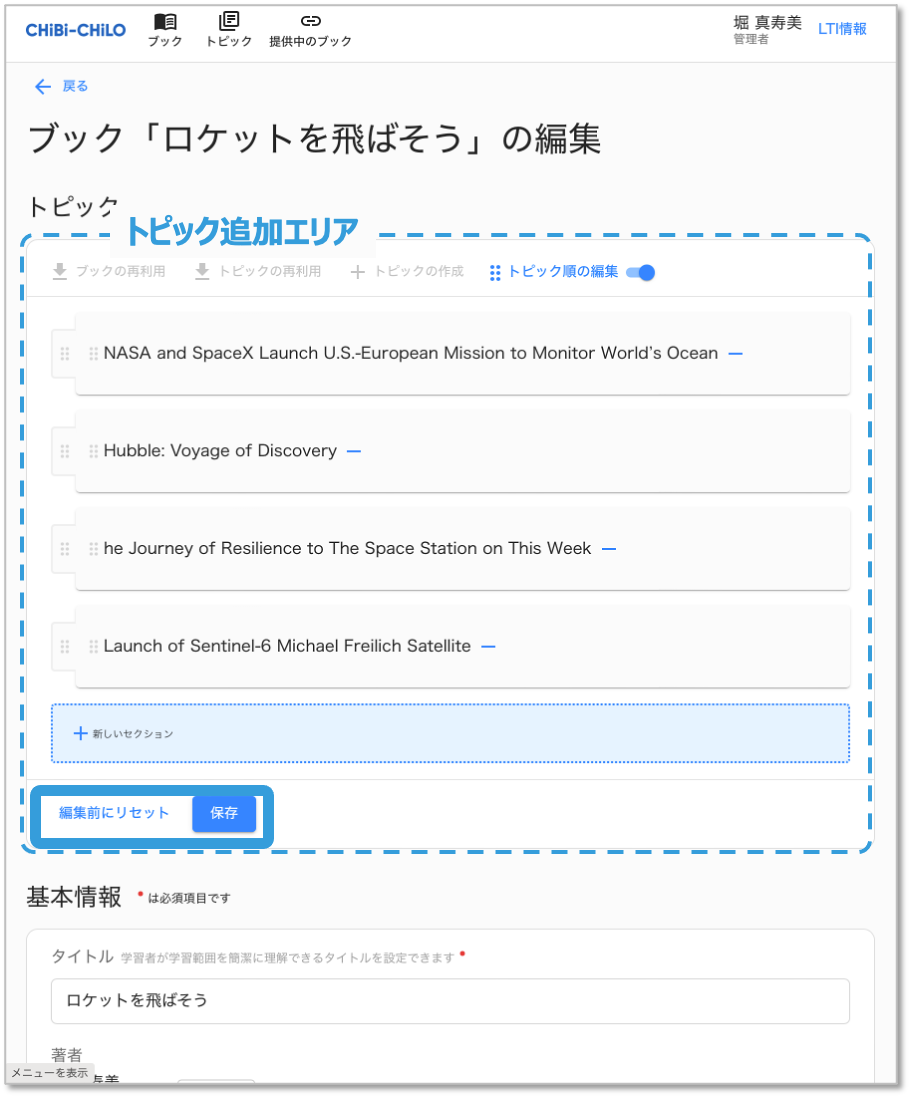 CHiBi-CHiLO ブック トピック 提供中のブック 堀 真寿美 管理者 LTI情報
戻る
ブック「ロケットを飛ばそう」の編集
トピック
トピック追加エリア
ブックの再利用 トピックの再利用 トピックの作成 トピック順の編集
NASA and SpaceX Launch U.S.-European Mission to Monitor World's Ocean
Hubble: Voyage of Discovery
he Journey of Resilience to The Space Station on This Week
Launch of Sentinel-6 Michael Freilich Satellite
新しいセクション
編集前にリセット 保存
基本情報 * は必須項目です
タイトル 学習者が学習範囲を簡潔に理解できるタイトルを設定できます *
ロケットを飛ばそう
著者
メニューを表示